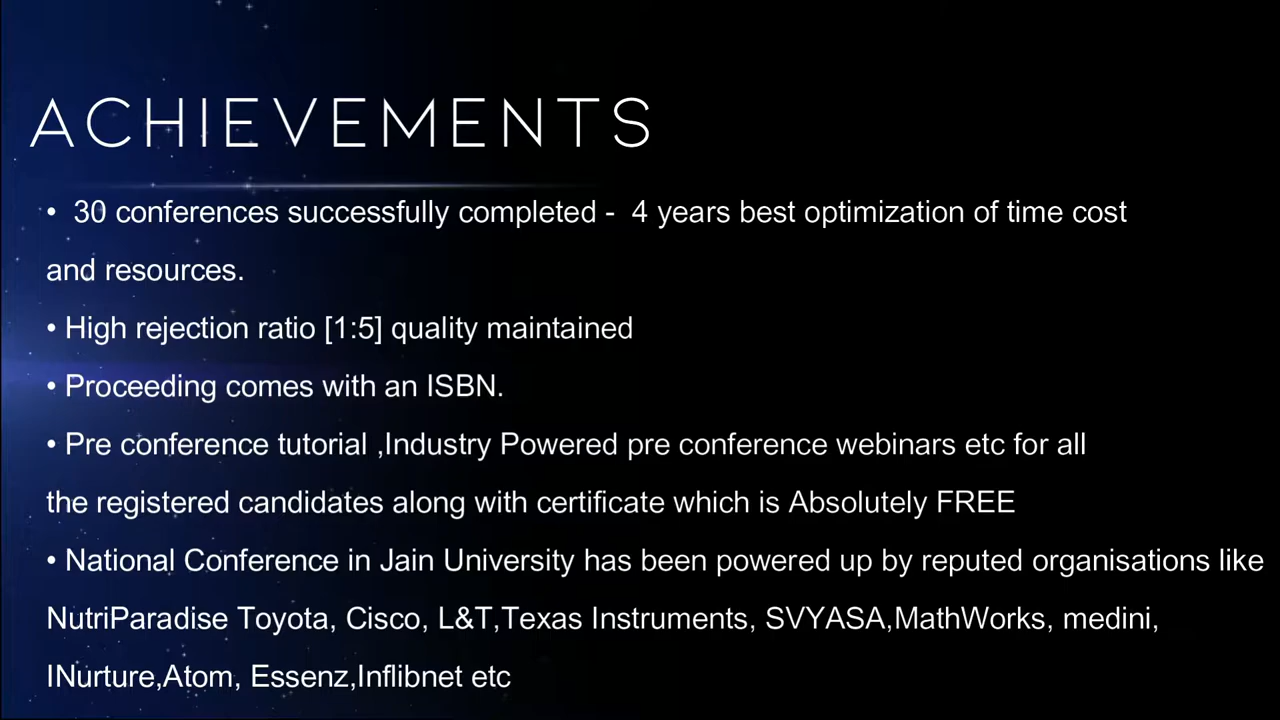 ACHIEVEMENTS
• 30 conferences successfully completed - 4 years best optimization of time cost
and resources.
• High rejection ratio [1:5] quality maintained
• Proceeding comes with an ISBN.
• Pre conference tutorial ,Industry Powered pre conference webinars etc for all
the registered candidates along with certificate which is Absolutely FREE
• National Conference in Jain University has been powered up by reputed organisations like
NutriParadise Toyota, Cisco, L&T,Texas Instruments, SVYASA,MathWorks, medini,
INurture,Atom, Essenz,Inflibnet etc